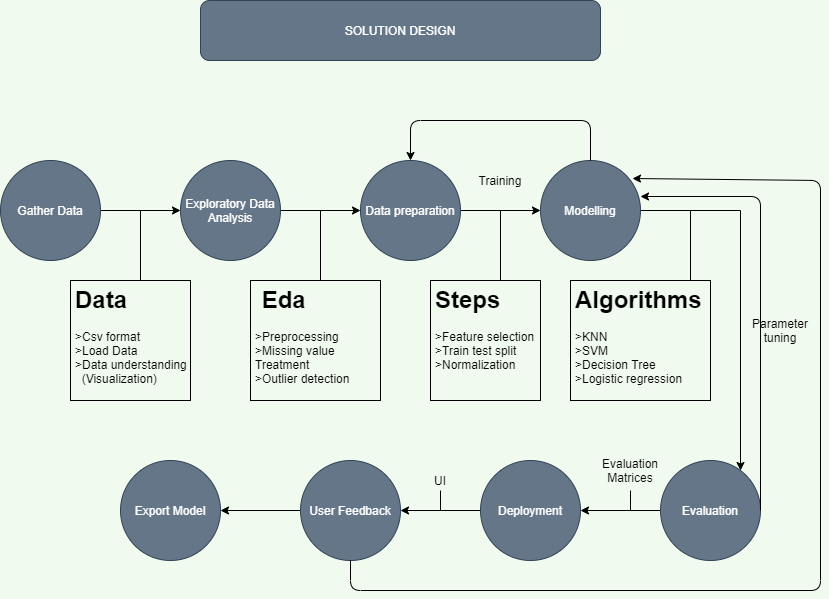 SOLUTION DESIGN
Training
Gather Data
Exploratory Data
Analysis
Data preparation
Modelling
Data
>Csv format
>Load Data
>Data understanding
(Visualization)
Eda
>Preprocessing
>Missing value
Treatment
>Outlier detection
Steps
>Feature selection
>Train test split
>Normalization
Algorithms
>KNN
>SVM
>Decision Tree
>Logistic regression
Parameter
tuning
Export Model
User Feedback
UI
Deployment
Evaluation
Matrices
Evaluation